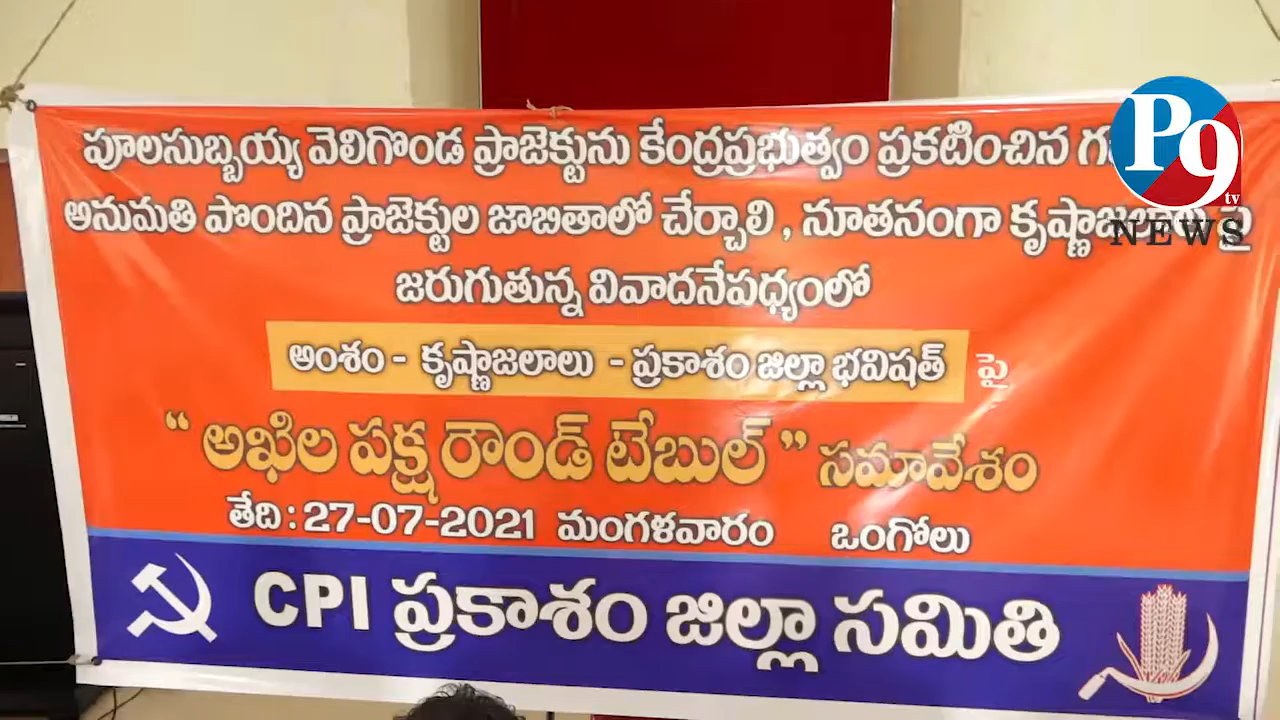 పూలసుబ్బయ్య వెలిగొండ ప్రాజెక్టును కేంద్రప్రభుత్వం ప్రకటించిన
అనుమతి పొందిన ప్రాజెక్టుల జాబితాలో చేర్చాలి , నూతనంగా
జరుగుతున్న వివాదనేపధ్యంలో
అంశం - కృష్ణాజలాలు - ప్రకాశం జిల్లా భవిషత్ పై
“ అఖిల పక్ష రౌండ్ టేబుల్ ” సమావేశం
తేది : 27-07-2021 మంగళవారం ఒంగోలు
CPI ప్రకాశం జిల్లా సమితి
P9
tv
NEWS